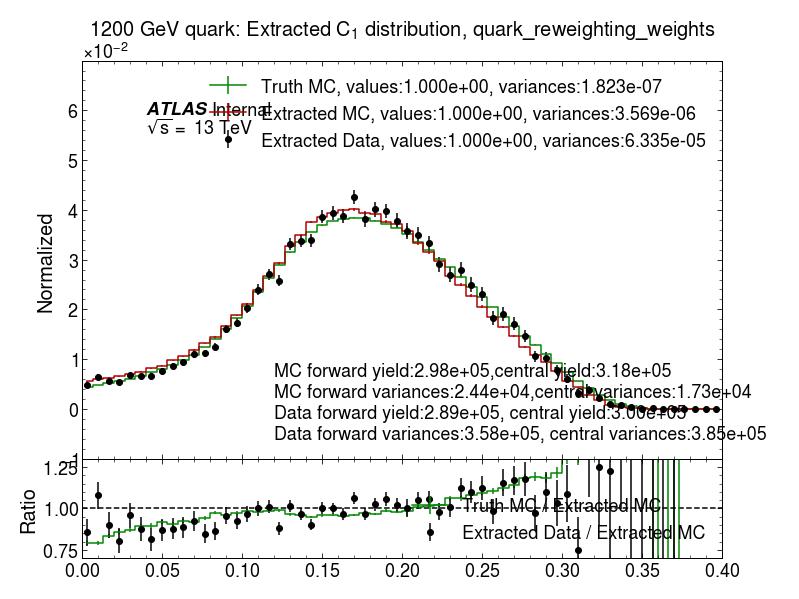 1200 GeV quark: Extracted C₁ distribution, quark_reweighting_weights
×10⁻²
Truth MC, values:1.000e+00, variances:1.823e-07
ATLAS Internal
Extracted MC, values:1.000e+00, variances:3.569e-06
√s = 13 TeV
Extracted Data, values:1.000e+00, variances:6.335e-05
6
5
4
3
2
1
0
1
Normalized
MC forward yield:2.98e+05,central yield:3.18e+05
MC forward variances:2.44e+04,central variances:1.73e+04
Data forward yield:2.89e+05, central yield:3.00e+05
Data forward variances:3.58e+05, central variances:3.85e+05
1.25
1.00
0.75
Ratio
Truth MC / Extracted MC
Extracted Data / Extracted MC
0.00 0.05 0.10 0.15 0.20 0.25 0.30 0.35 0.40